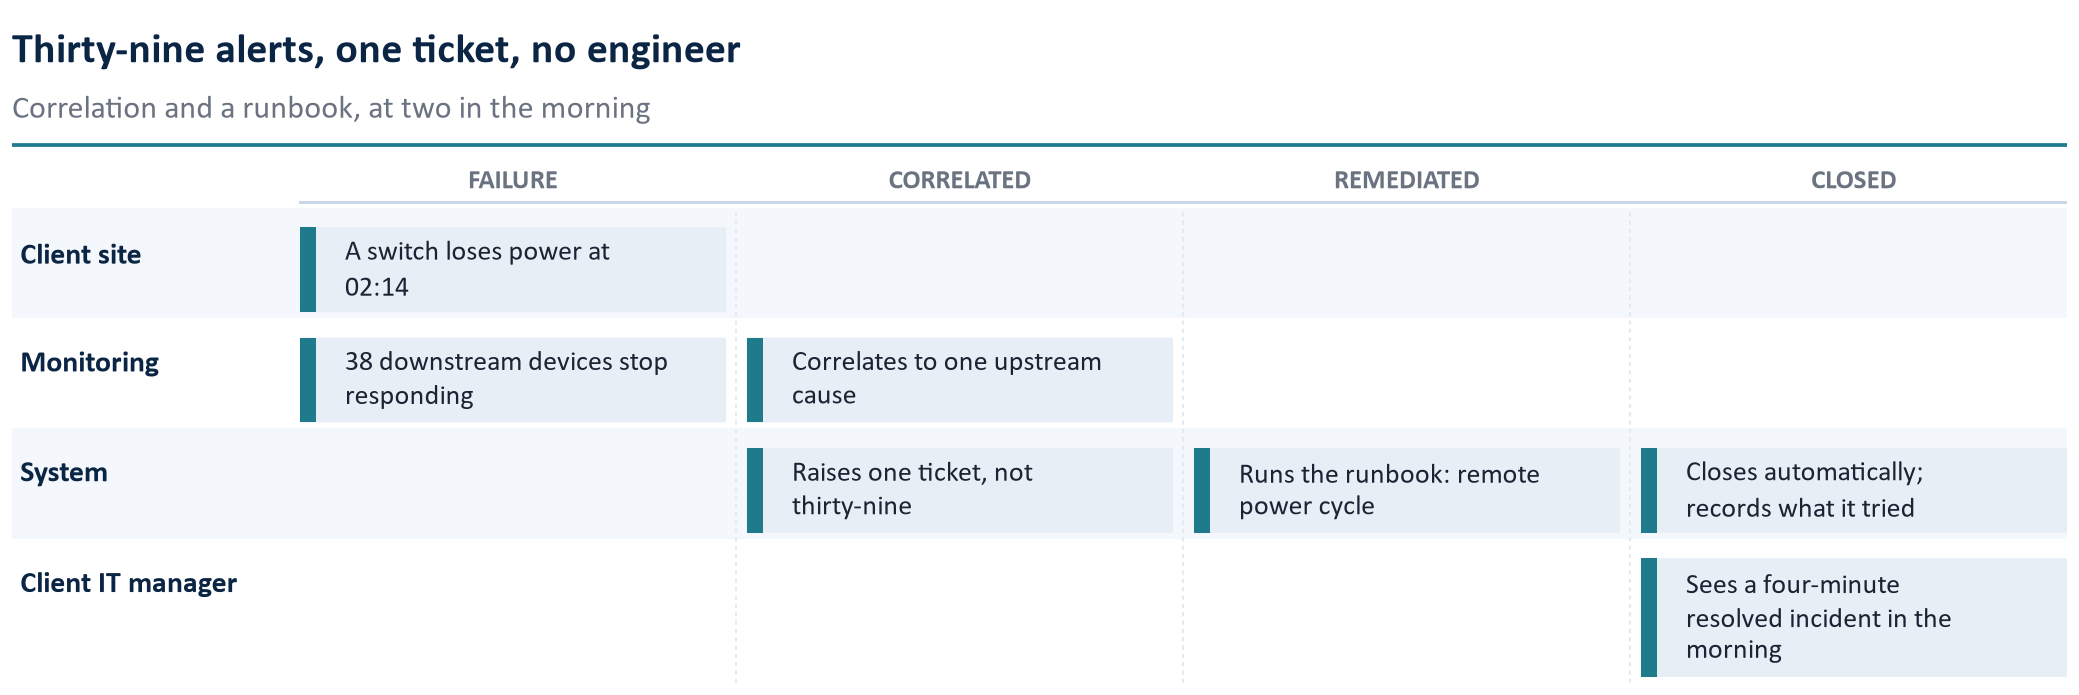 Thirty-nine alerts, one ticket, no engineer
Correlation and a runbook, at two in the morning
FAILURE
CORRELATED
REMEDIATED
CLOSED
Client site
A switch loses power at
02:14
Monitoring
38 downstream devices stop
responding
Correlates to one upstream
cause
System
Raises one ticket, not
thirty-nine
Runs the runbook: remote
power cycle
Closes automatically;
records what it tried
Client IT manager
Sees a four-minute
resolved incident in the
morning